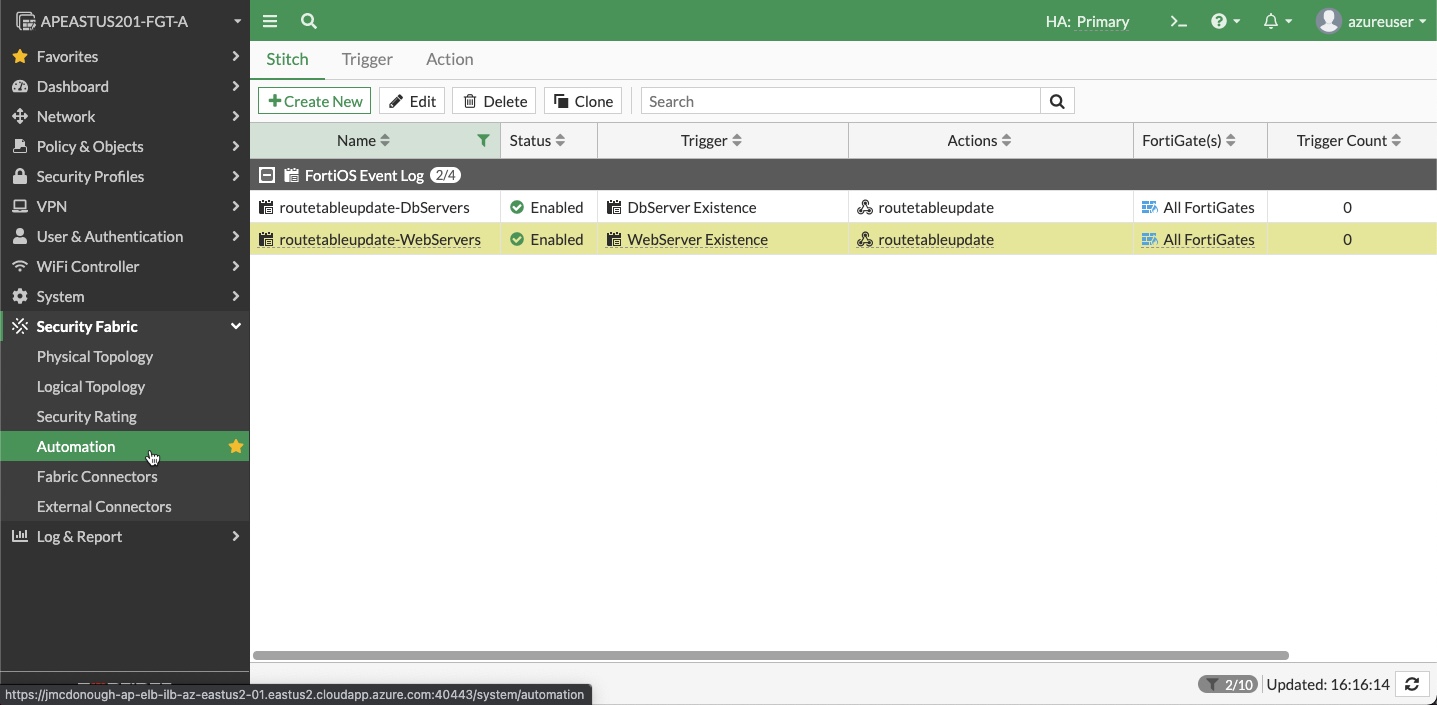 APEASTUS201-FGT-A
HA: Primary
azureuser
Favorites
Dashboard
Network
Policy & Objects
Security Profiles
VPN
User & Authentication
WiFi Controller
System
Security Fabric
Physical Topology
Logical Topology
Security Rating
Automation
Fabric Connectors
External Connectors
Log & Report
Stitch Trigger Action
Create New Edit Delete Clone Search
Name Status Trigger Actions FortiGate(s) Trigger Count
FortiOS Event Log 2/4
routetableupdate-DbServers Enabled DbServer Existence routetableupdate All FortiGates 0
routetableupdate-WebServers Enabled WebServer Existence routetableupdate All FortiGates 0
2/10 Updated: 16:16:14
https://jmcdonough-ap-elb-ilb-az-eastus2-01.eastus2.cloudapp.azure.com:40443/system/automation